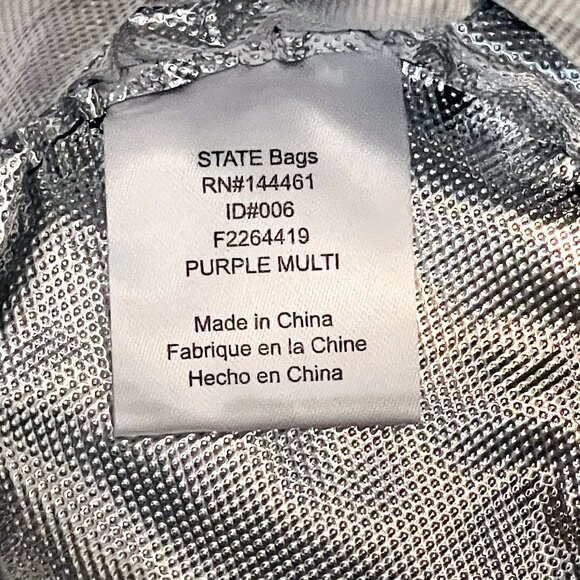 STATE Bags
RN#144461
ID#006
F2264419
PURPLE MULTI
Made in China
Fabrique en la Chine
Hecho en China